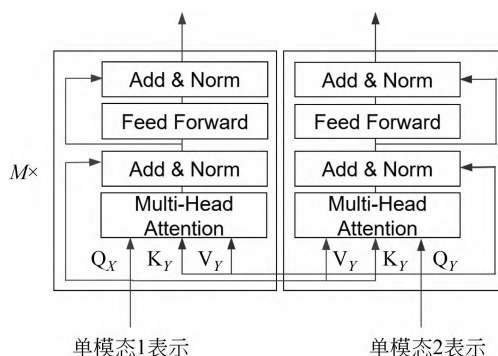 Add & Norm
Feed Forward
Add & Norm
Multi-Head
Attention
Q_X K_Y V_Y
Add & Norm
Feed Forward
Add & Norm
Multi-Head
Attention
V_Y K_Y Q_Y
M×
单模态1表示
单模态2表示